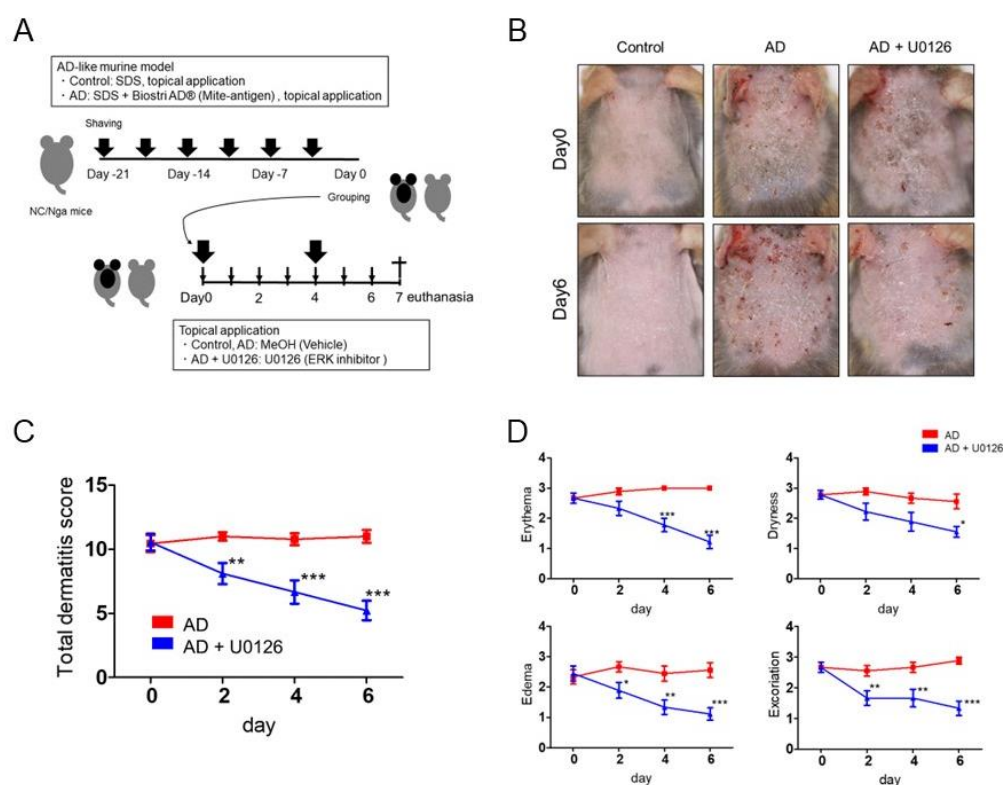 A
AD-like murine model
・Control: SDS, topical application
・AD: SDS + Biostri AD® (Mite-antigen) , topical application
Shaving
Day -21
Day -14
Day -7
Day 0
NC/Nga mice
Grouping
Day0
2
4
6
7
euthanasia
Topical application
・Control, AD: MeOH (Vehicle)
・AD + U0126: U0126 (ERK inhibitor )
B
Control
AD
AD + U0126
Day0
Day6
C
Total dermatitis score
15
10
5
0
**
***
***
AD
AD + U0126
0 2 4 6
day
D
AD
AD + U0126
Erythema
4
3
2
1
0
***
***
0 2 4 6
day
Dryness
4
3
2
1
0
*
0 2 4 6
day
Edema
4
3
2
1
0
*
**
***
0 2 4 6
day
Excoriation
4
3
2
1
0
**
**
***
0 2 4 6
day